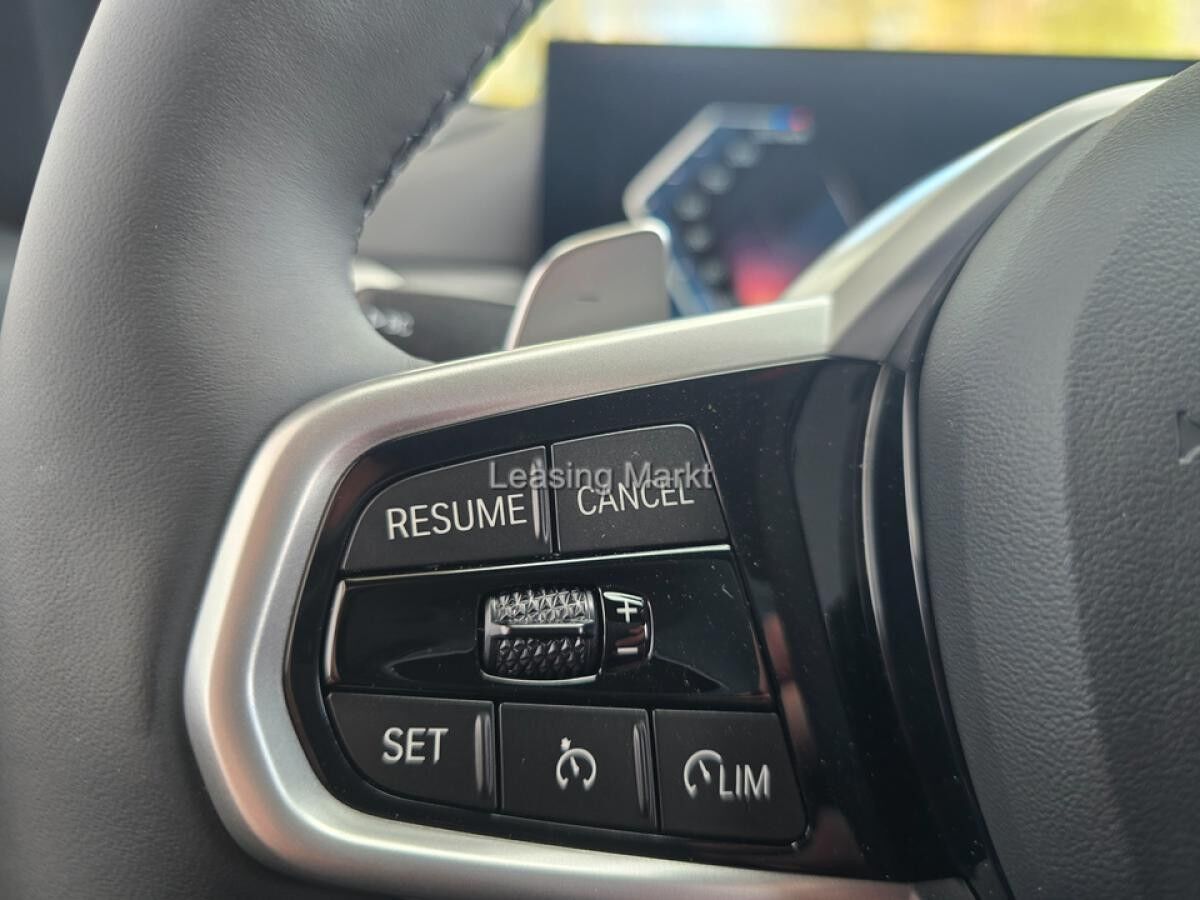 Leasing Markt
RESUME CANCEL
+
-
SET
LIM